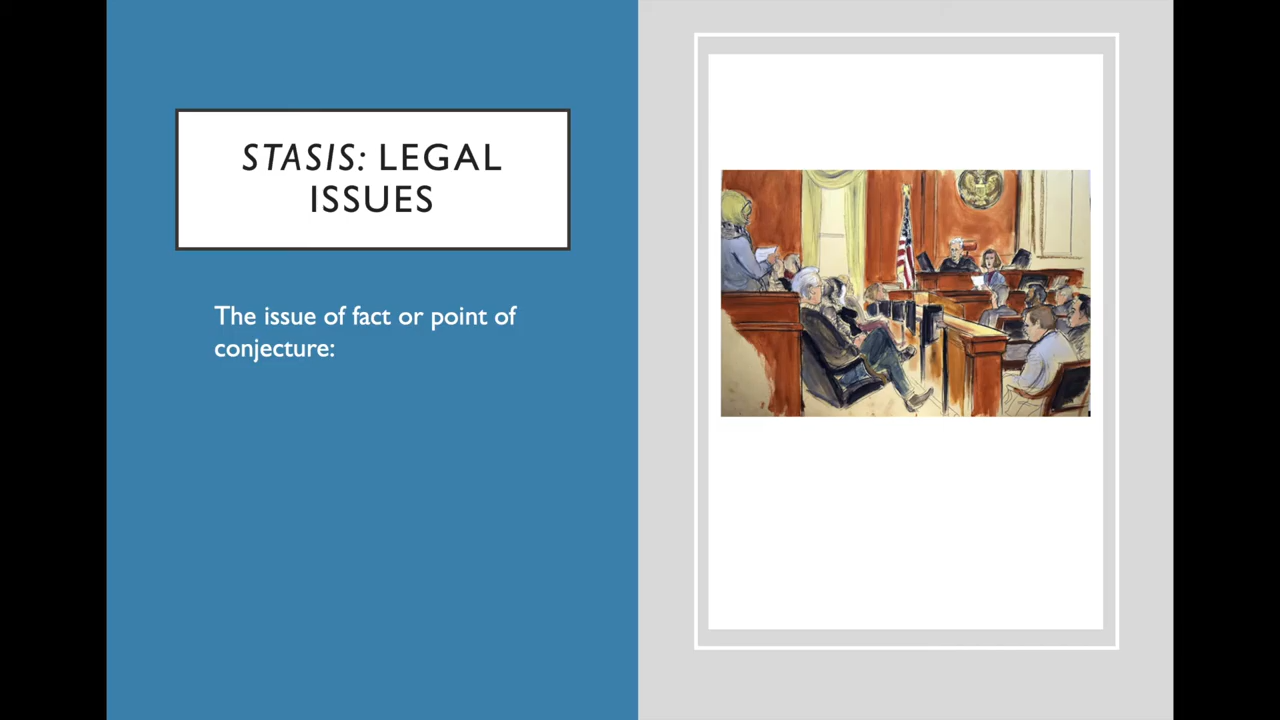 STASIS: LEGAL
ISSUES
The issue of fact or point of
conjecture: